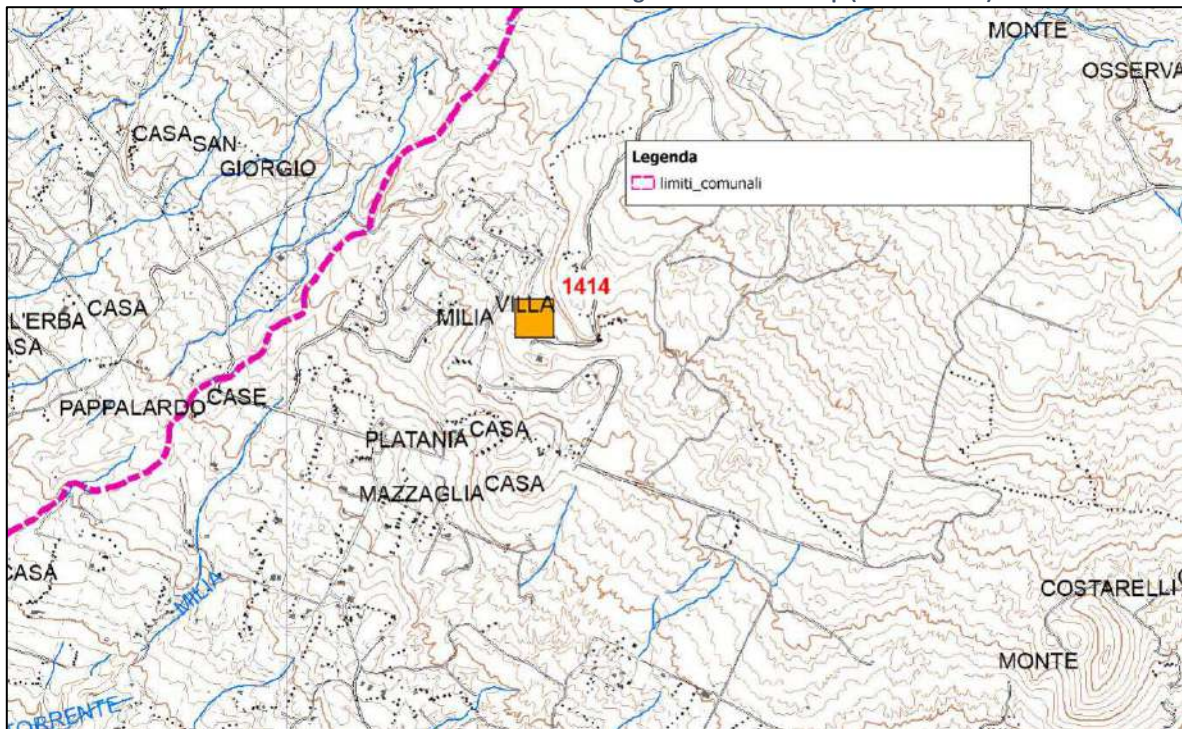 MONTE
OSSERVA
CASA SAN GIORGIO
Legenda
limiti_comunali
1414
MILIA VILLA
L'ERBA CASA
ASA
PAPPALARDO CASE
PLATANIA CASA
MAZZAGLIA CASA
CASA
MILIA
COSTARELLI
MONTE
TORRENTE